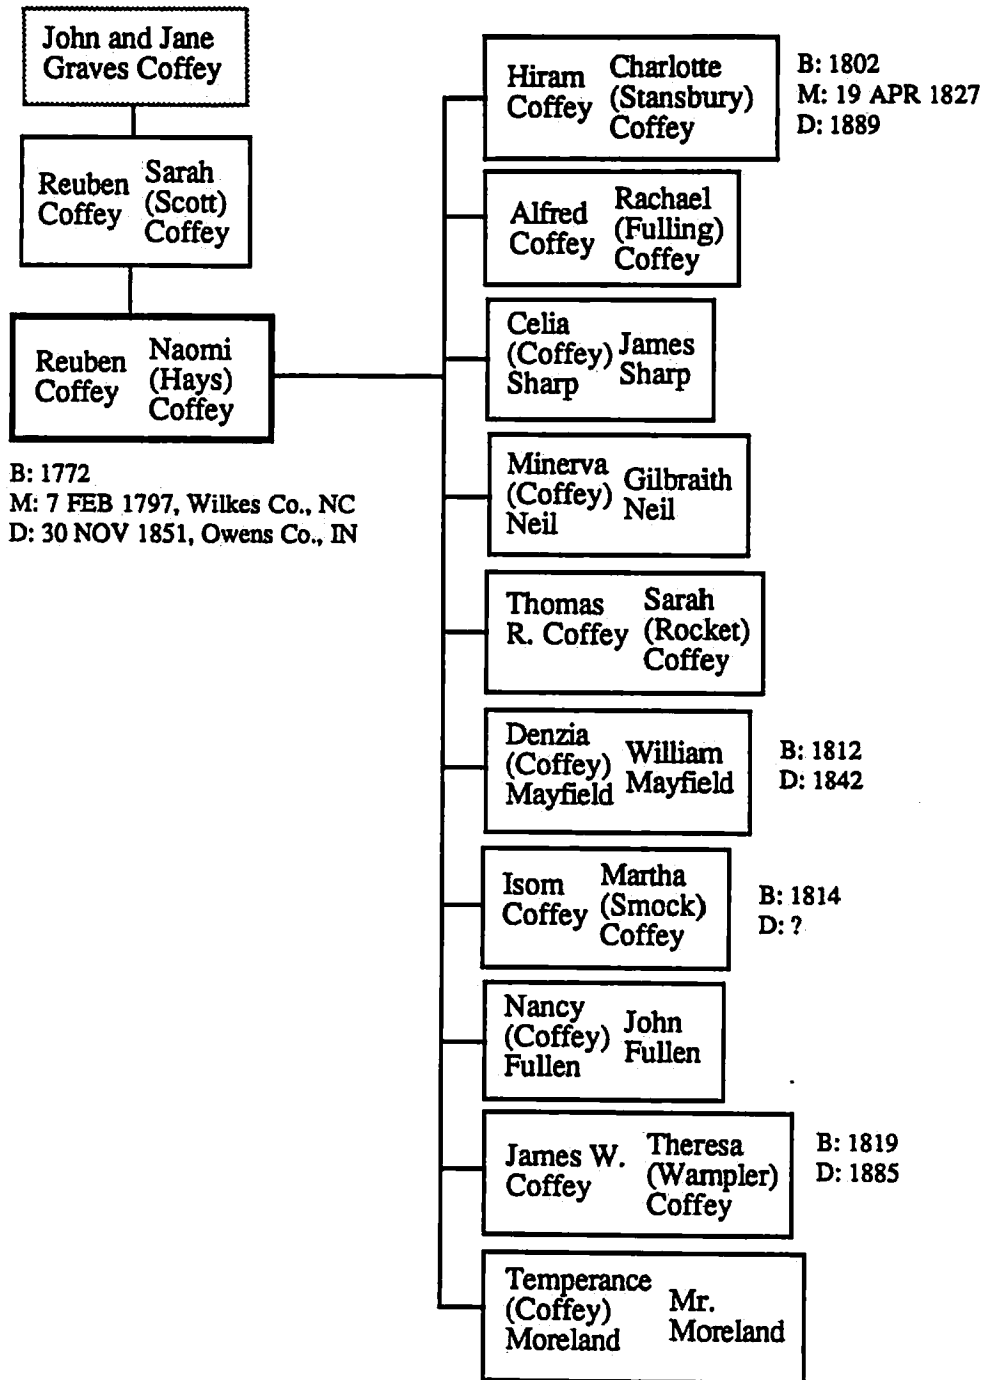 John and Jane
Graves Coffey
Reuben
Coffey
Sarah
(Scott)
Coffey
Reuben
Coffey
Naomi
(Hays)
Coffey
B: 1772
M: 7 FEB 1797, Wilkes Co., NC
D: 30 NOV 1851, Owens Co., IN
Hiram
Coffey
Charlotte
(Stansbury)
Coffey
B: 1802
M: 19 APR 1827
D: 1889
Alfred
Coffey
Rachael
(Fulling)
Coffey
Celia
(Coffey)
Sharp
James
Sharp
Minerva
(Coffey)
Neil
Gilbraith
Neil
Thomas
R. Coffey
Sarah
(Rocket)
Coffey
Denzia
(Coffey)
Mayfield
William
Mayfield
B: 1812
D: 1842
Isom
Coffey
Martha
(Smock)
Coffey
B: 1814
D: ?
Nancy
(Coffey)
Fullen
John
Fullen
James W.
Coffey
Theresa
(Wampler)
Coffey
B: 1819
D: 1885
Temperance
(Coffey)
Moreland
Mr.
Moreland